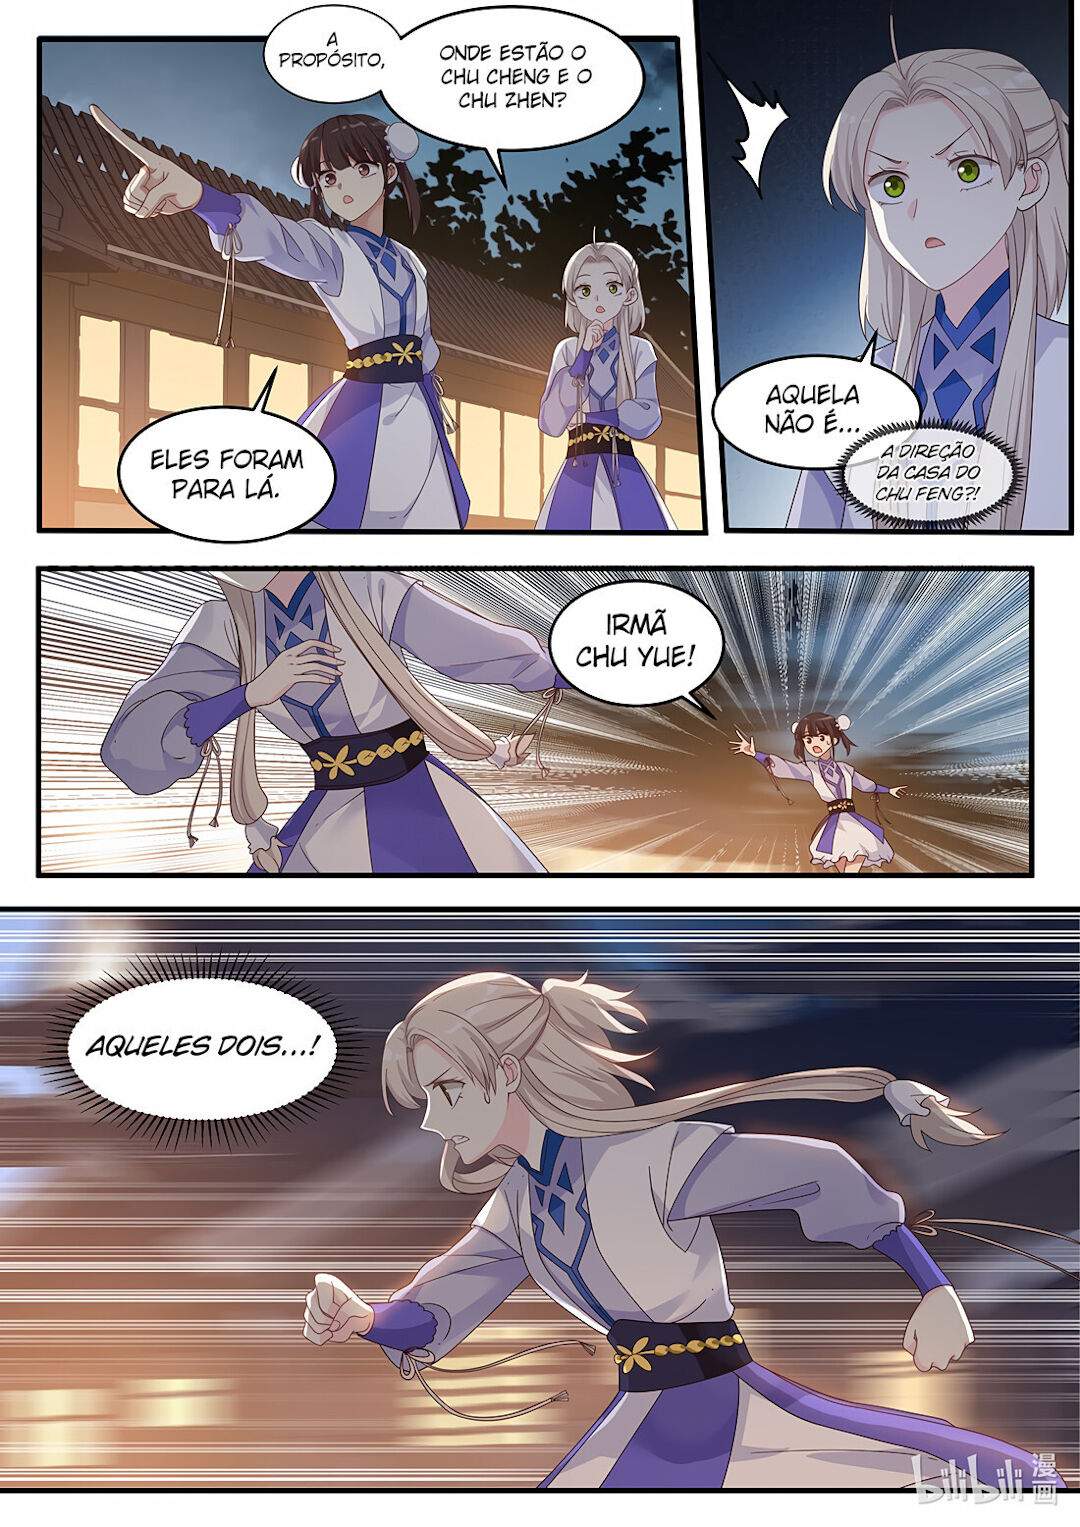 A
PROPÓSITO,
ONDE ESTÃO O
CHU CHENG E O
CHU ZHEN?
ELES FORAM
PARA LÁ.
AQUELA
NÃO É...
A DIREÇÃO
DA CASA DO
CHU FENG?!
IRMÃ
CHU YUE!
AQUELES DOIS...!
bilibili
漫画